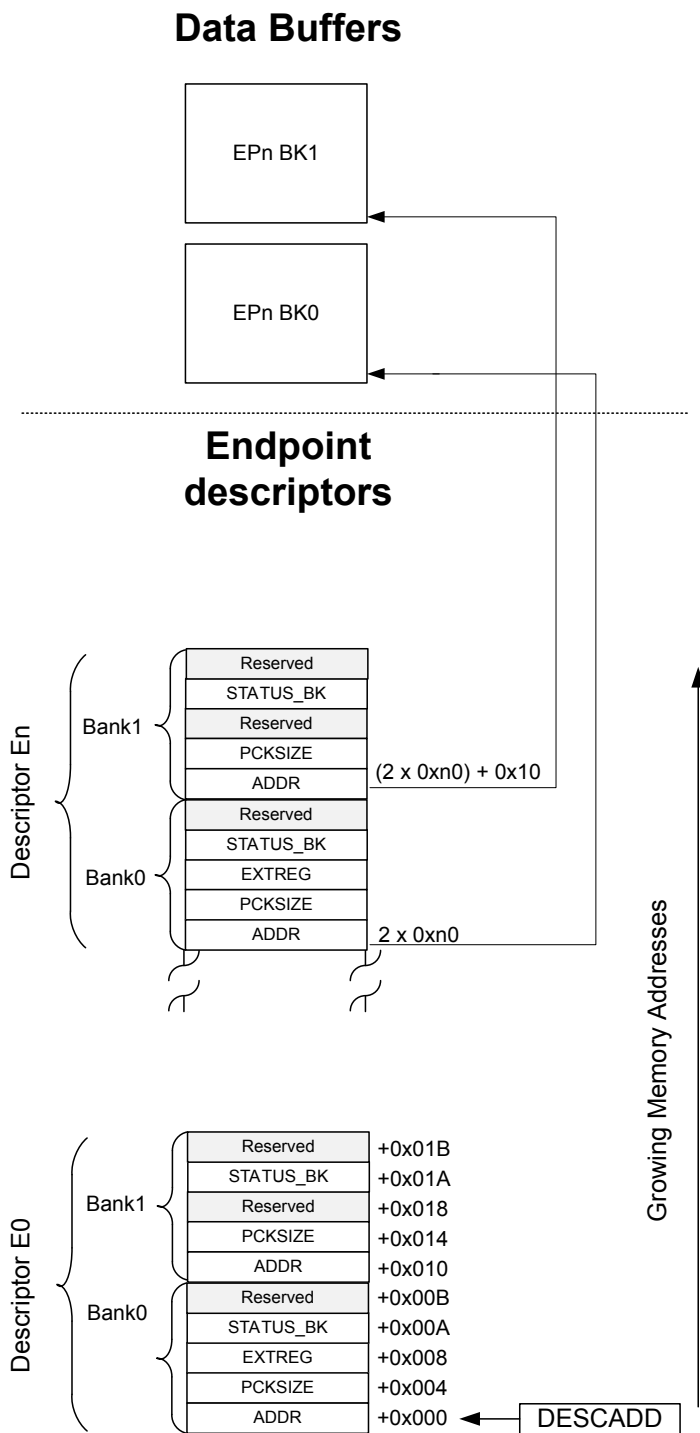 Data Buffers
EPn BK1
EPn BK0
Endpoint
descriptors
Descriptor En
Bank1
Reserved
STATUS_BK
Reserved
PCKSIZE
ADDR
(2 x 0xn0) + 0x10
Bank0
Reserved
STATUS_BK
EXTREG
PCKSIZE
ADDR
2 x 0xn0
Growing Memory Addresses
Descriptor E0
Bank1
Reserved +0x01B
STATUS_BK +0x01A
Reserved +0x018
PCKSIZE +0x014
ADDR +0x010
Bank0
Reserved +0x00B
STATUS_BK +0x00A
EXTREG +0x008
PCKSIZE +0x004
ADDR +0x000
DESCADD